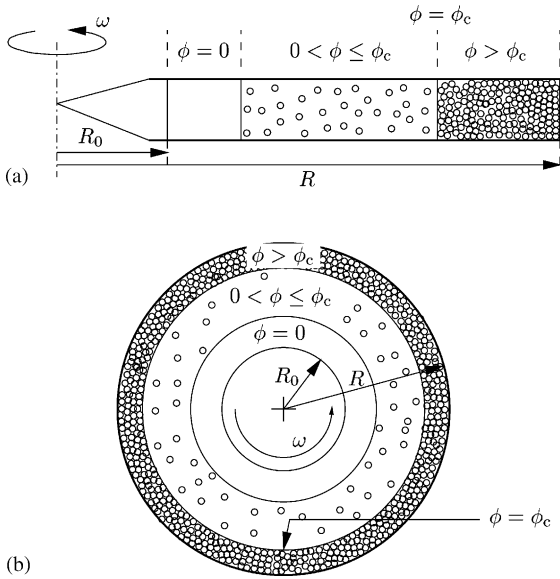 ϕ = ϕc
ω
ϕ = 0
0 < ϕ ≤ ϕc
ϕ > ϕc
R0
R
(a)
ϕ > ϕc
0 < ϕ ≤ ϕc
ϕ = 0
R0
R
ω
ϕ = ϕc
(b)